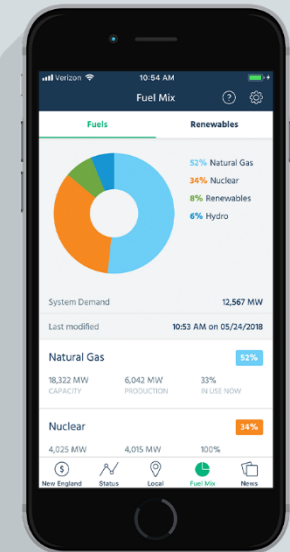 Verizon 10:54 AM
Fuel Mix ?
Fuels Renewables
52% Natural Gas
34% Nuclear
8% Renewables
6% Hydro
System Demand 12,567 MW
Last modified 10:53 AM on 05/24/2018
Natural Gas 52%
18,322 MW 6,042 MW 33%
CAPACITY PRODUCTION IN USE NOW
Nuclear 34%
4,025 MW 4,015 MW 100%
$
New England Status Local Fuel Mix News